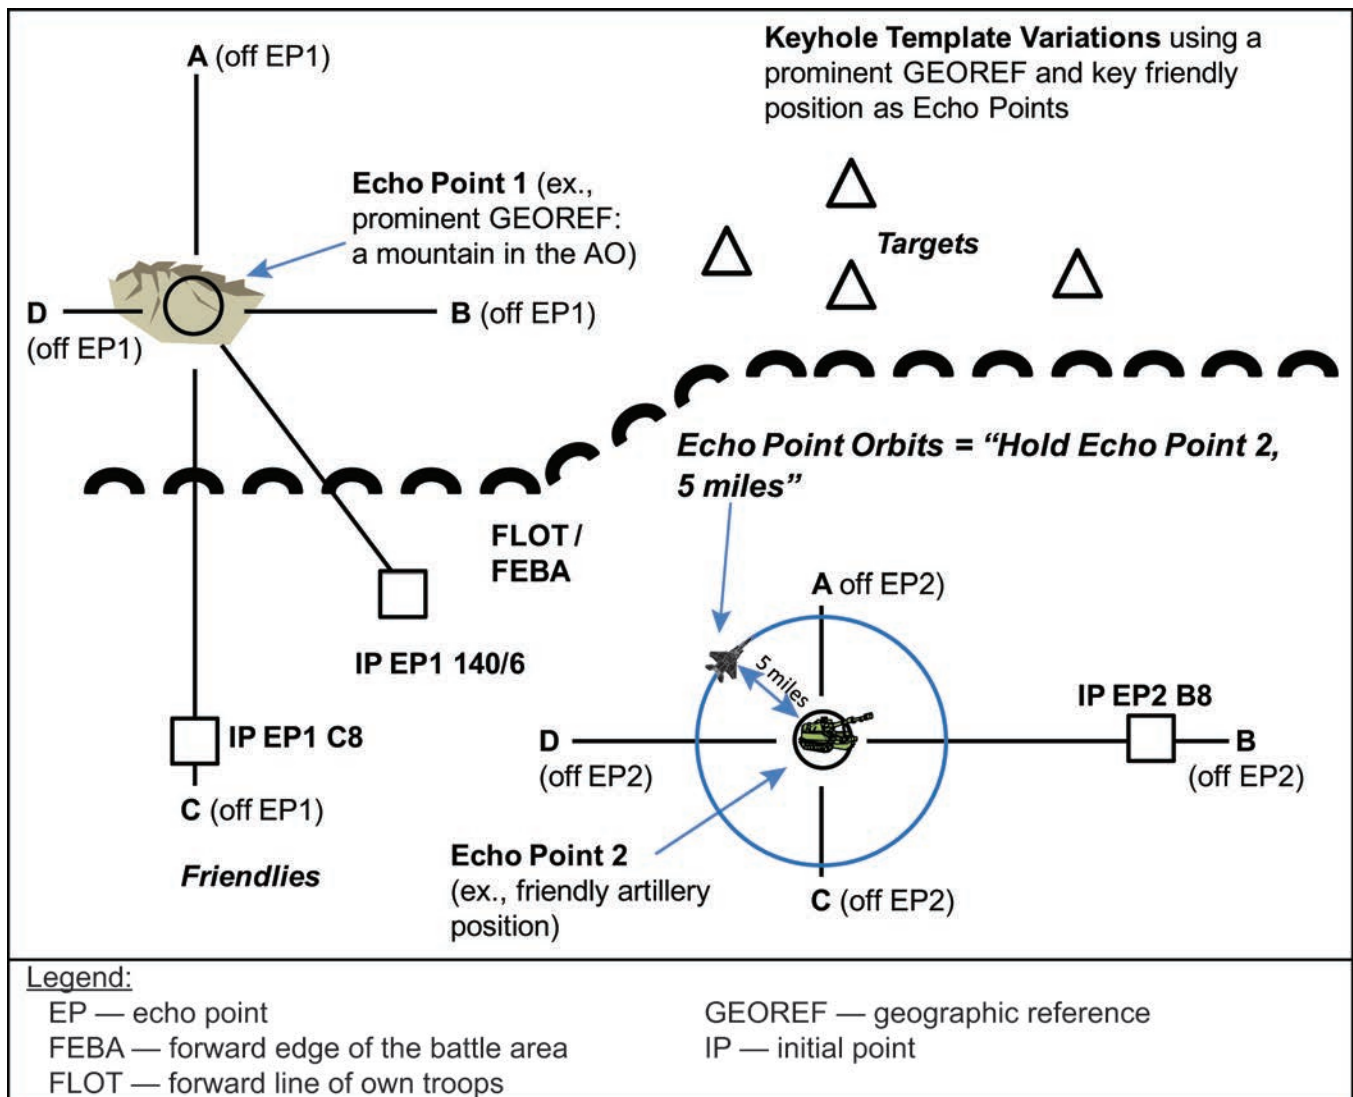 A (off EP1)
Keyhole Template Variations using a
prominent GEOREF and key friendly
position as Echo Points
Echo Point 1 (ex.,
prominent GEOREF:
a mountain in the AO)
Targets
D
(off EP1)
B (off EP1)
Echo Point Orbits = “Hold Echo Point 2,
5 miles”
FLOT /
FEBA
A off EP2)
IP EP1 140/6
5 miles
IP EP2 B8
IP EP1 C8
D
(off EP2)
B
(off EP2)
C (off EP1)
Echo Point 2
(ex., friendly artillery
position)
Friendlies
C (off EP2)
Legend:
EP — echo point
FEBA — forward edge of the battle area
FLOT — forward line of own troops
GEOREF — geographic reference
IP — initial point